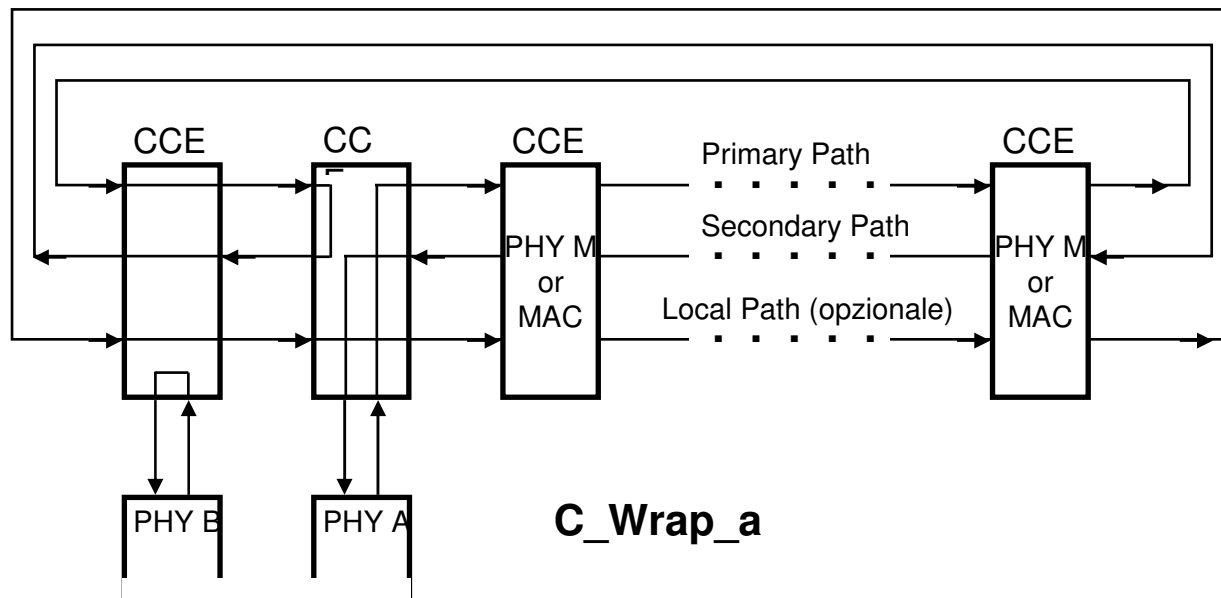 CCE
CC
CCE
CCE
Primary Path
Secondary Path
Local Path (opzionale)
PHY M
or
MAC
PHY M
or
MAC
PHY B
PHY A
C_Wrap_a